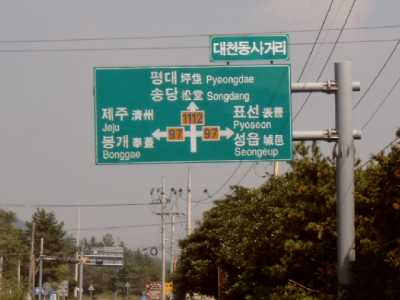 대천동사거리
평대 坪岱 Pyeongdae
송당 松堂 Songdang
제주 濟州
Jeju
봉개 奉蓋
Bonggae
1112
97
97
표선 表善
Pyoseon
성읍 城邑
Seongeup